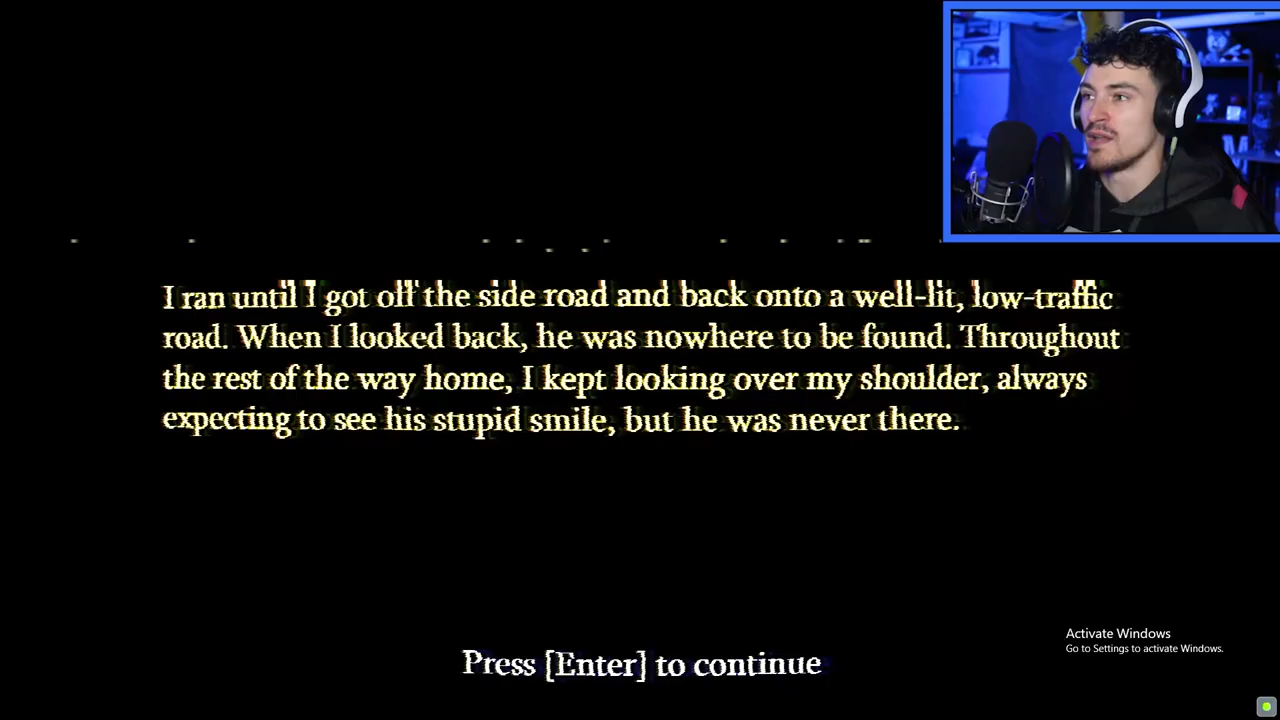 I ran until I got off the side road and back onto a well-lit, low-traffic
road. When I looked back, he was nowhere to be found. Throughout
the rest of the way home, I kept looking over my shoulder, always
expecting to see his stupid smile, but he was never there.
Activate Windows
Go to Settings to activate Windows.
Press [Enter] to continue